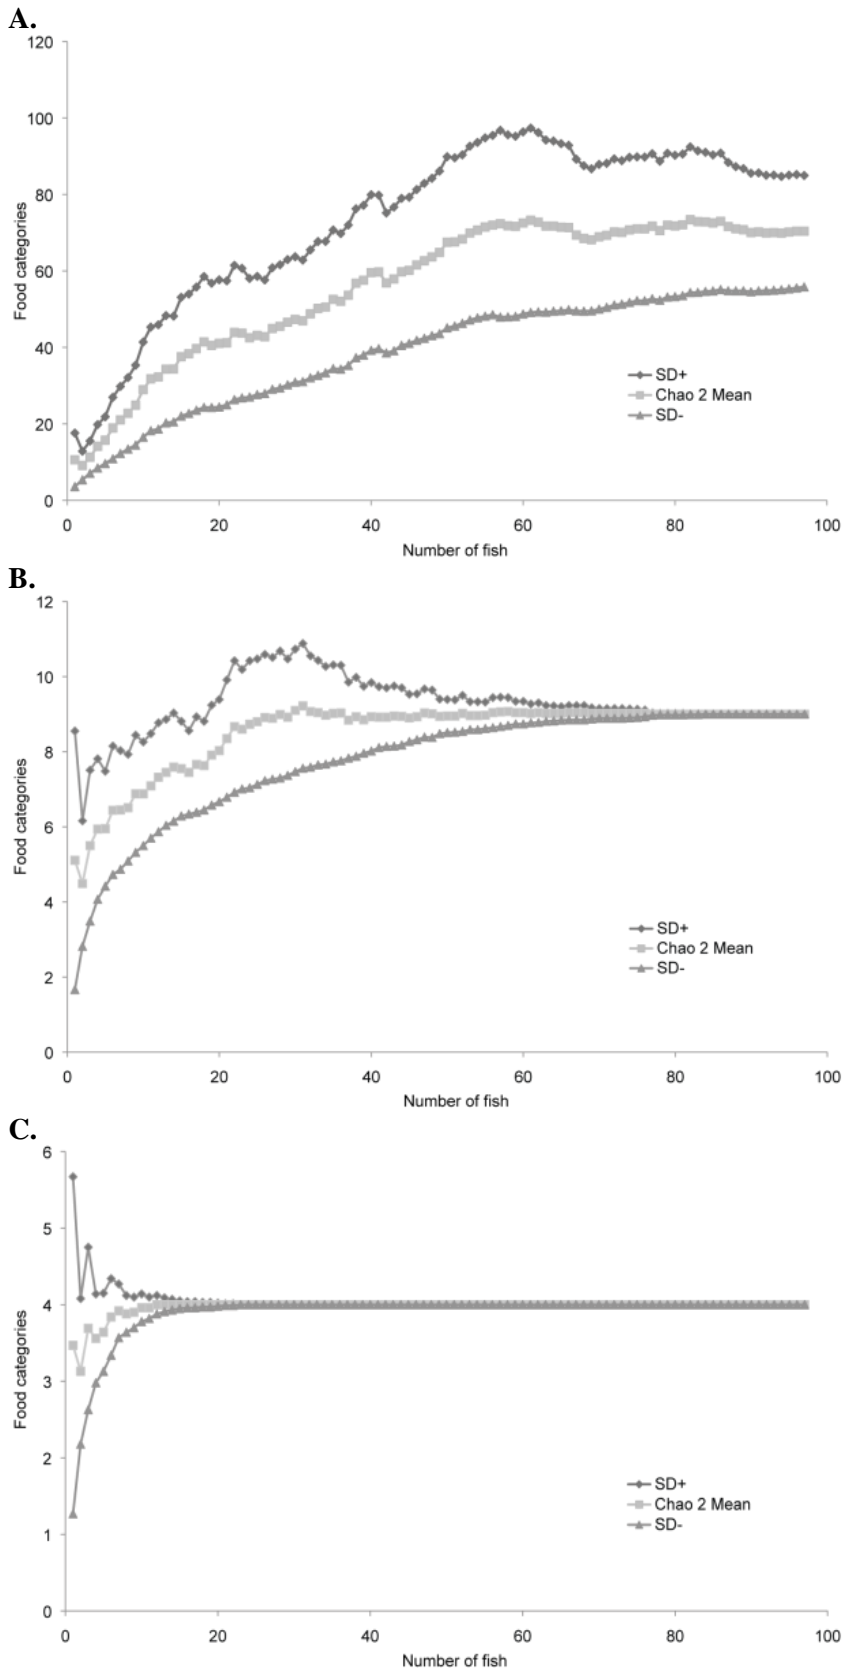 A.
120
100
80
60
40
20
0
Food categories
SD+
Chao 2 Mean
SD-
0 20 40 60 80 100
Number of fish
B.
12
10
8
6
4
2
0
Food categories
SD+
Chao 2 Mean
SD-
0 20 40 60 80 100
Number of fish
C.
6
5
4
3
2
1
0
Food categories
SD+
Chao 2 Mean
SD-
0 20 40 60 80 100
Number of fish